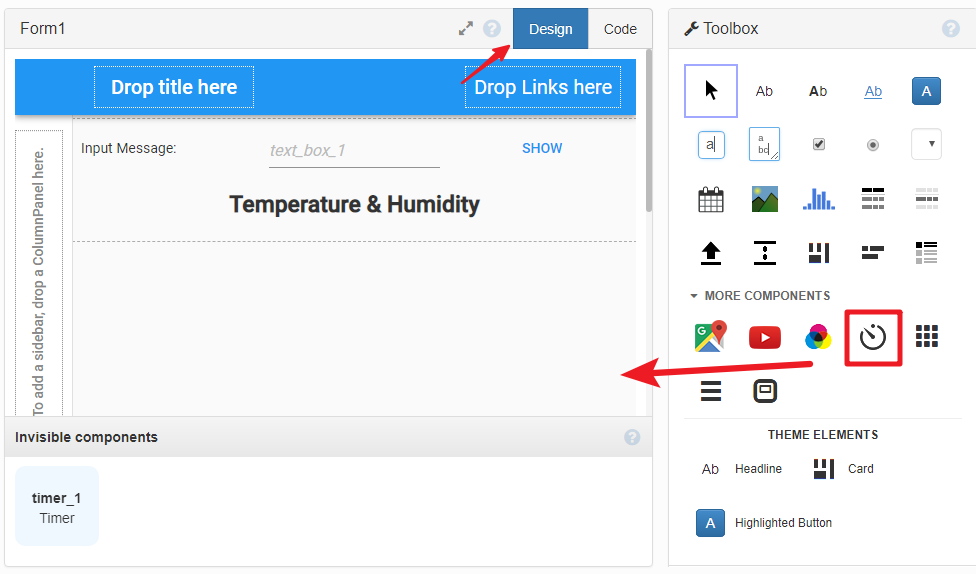 Form1
Design
Code
Drop title here
Drop Links here
To add a sidebar, drop a ColumnPanel here.
Input Message:
text_box_1
SHOW
Temperature & Humidity
Invisible components
timer_1
Timer
Toolbox
Ab
Ab
Ab
A
a
a
bc
MORE COMPONENTS
G
THEME ELEMENTS
Ab
Headline
Card
A
Highlighted Button